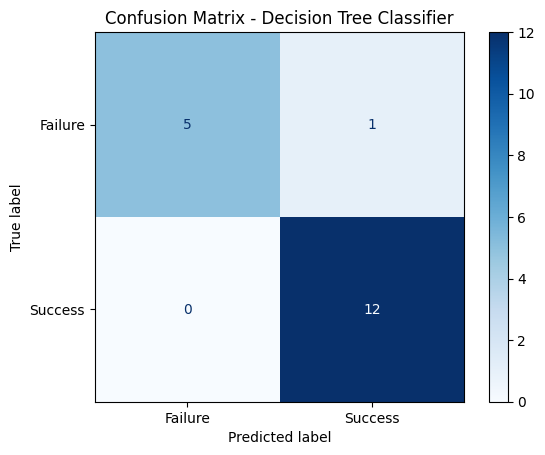 Confusion Matrix - Decision Tree Classifier
True label
Failure
Success
5
1
0
12
Failure
Success
Predicted label
12
10
8
6
4
2
0